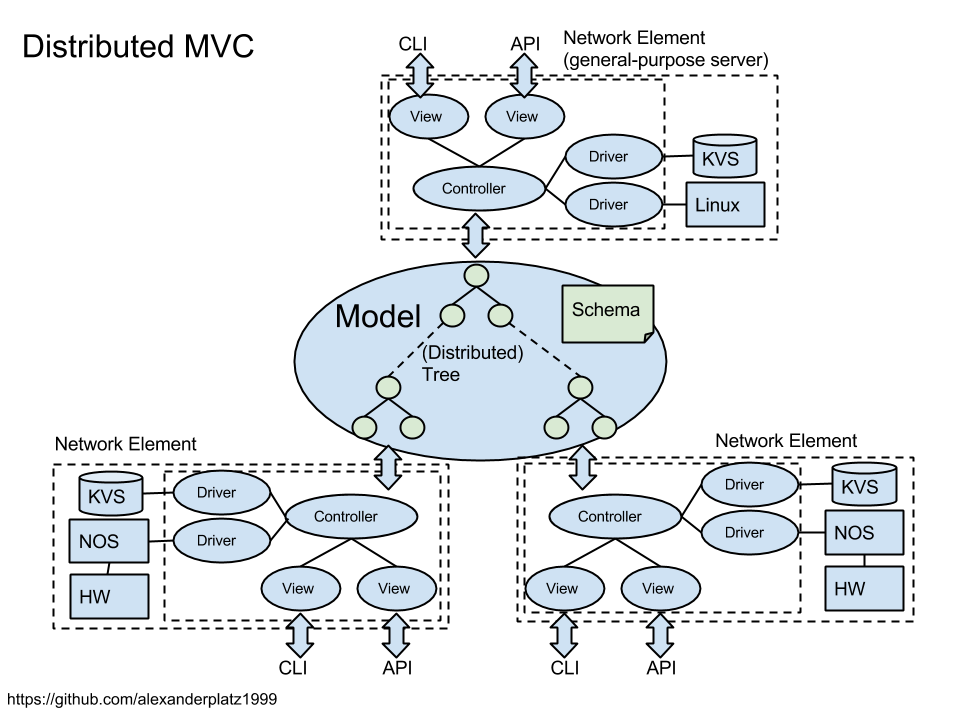 Distributed MVC
CLI
API
Network Element
(general-purpose server)
View
View
Driver
KVS
Controller
Driver
Linux
Model
Schema
(Distributed)
Tree
Network Element
KVS
Driver
Controller
NOS
Driver
HW
View
View
CLI
API
Network Element
Driver
KVS
Controller
Driver
NOS
View
View
HW
CLI
API
https://github.com/alexanderplatz1999